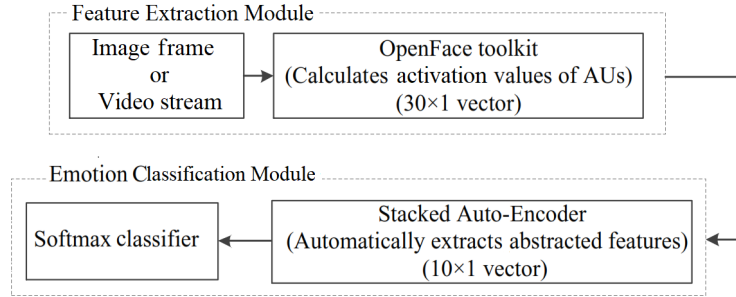 Feature Extraction Module
Image frame
or
Video stream
OpenFace toolkit
(Calculates activation values of AUs)
(30×1 vector)
Emotion Classification Module
Softmax classifier
Stacked Auto-Encoder
(Automatically extracts abstracted features)
(10×1 vector)